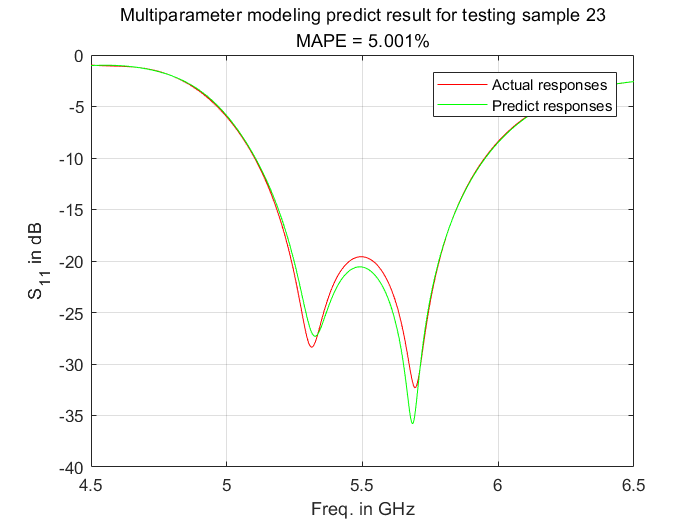 Multiparameter modeling predict result for testing sample 23
MAPE = 5.001%
0
-5
-10
-15
-20
-25
-30
-35
-40
S11 in dB
Actual responses
Predict responses
4.5 5 5.5 6 6.5
Freq. in GHz